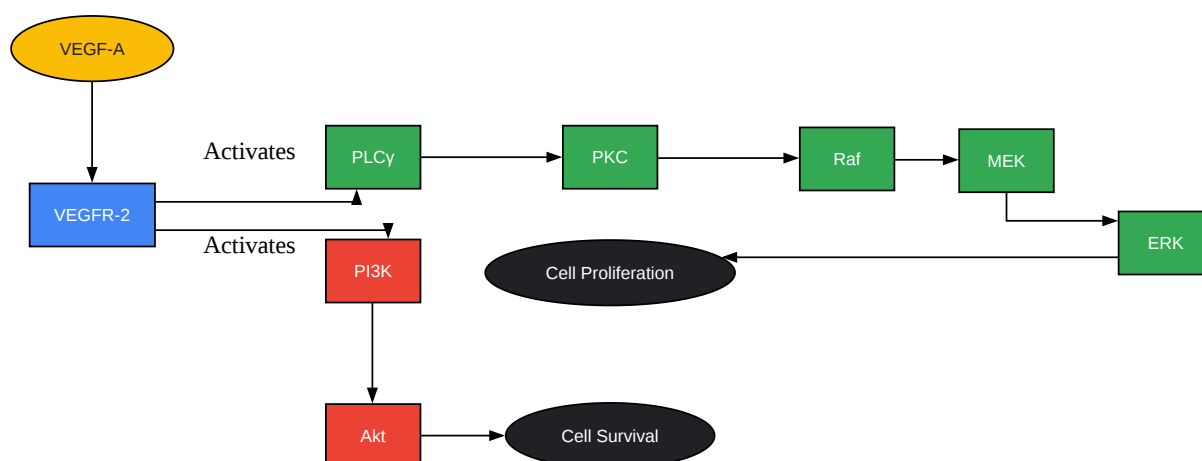 VEGF-A
VEGFR-2
Activates
PLCγ
PKC
Raf
MEK
ERK
Cell Proliferation
Activates
PI3K
Akt
Cell Survival